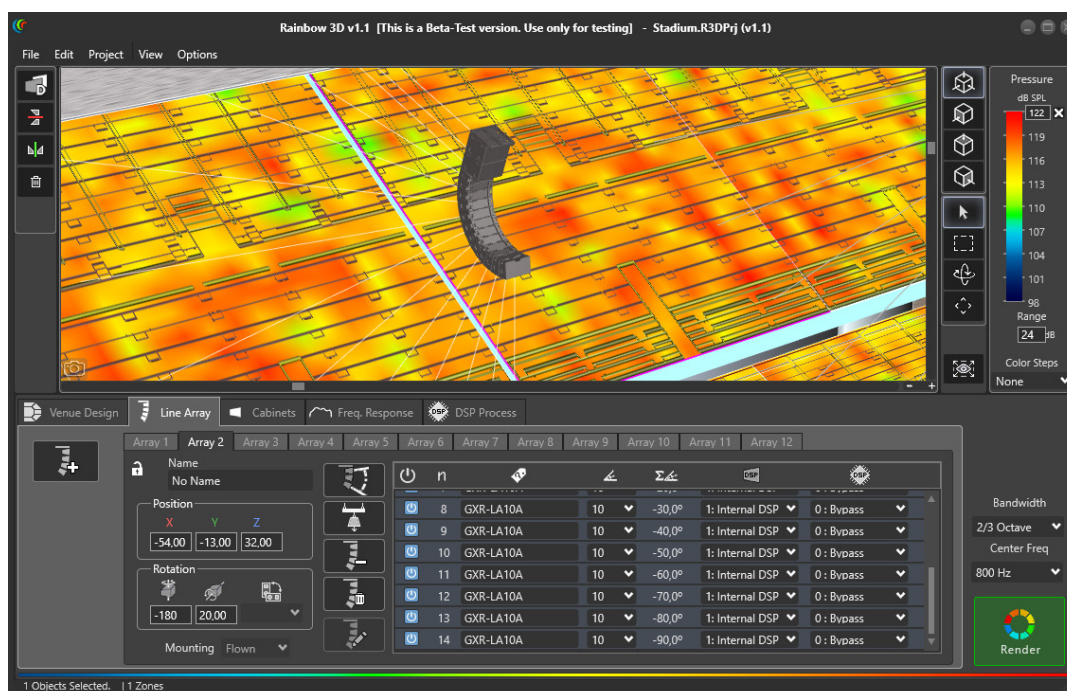 Rainbow 3D v1.1 [This is a Beta-Test version. Use only for testing] - Stadium.R3DPrj (v1.1)
File Edit Project View Options
Pressure
dB SPL
122
119
116
113
110
107
104
101
98
Range
24 dB
Color Steps
None
Venue Design Line Array Cabinets Freq. Response DSP DSP Process
Array 1 Array 2 Array 3 Array 4 Array 5 Array 6 Array 7 Array 8 Array 9 Array 10 Array 11 Array 12
Name
No Name
Position
X Y Z
-54,00 -13,00 32,00
Rotation
-180 20,00
Mounting Flown
n Σ DSP DSP
8 GXR-LA10A 10 -30,0º 1: Internal DSP 0 : Bypass
9 GXR-LA10A 10 -40,0º 1: Internal DSP 0 : Bypass
10 GXR-LA10A 10 -50,0º 1: Internal DSP 0 : Bypass
11 GXR-LA10A 10 -60,0º 1: Internal DSP 0 : Bypass
12 GXR-LA10A 10 -70,0º 1: Internal DSP 0 : Bypass
13 GXR-LA10A 10 -80,0º 1: Internal DSP 0 : Bypass
14 GXR-LA10A 10 -90,0º 1: Internal DSP 0 : Bypass
Bandwidth
2/3 Octave
Center Freq
800 Hz
Render
1 Objects Selected. | 1 Zones